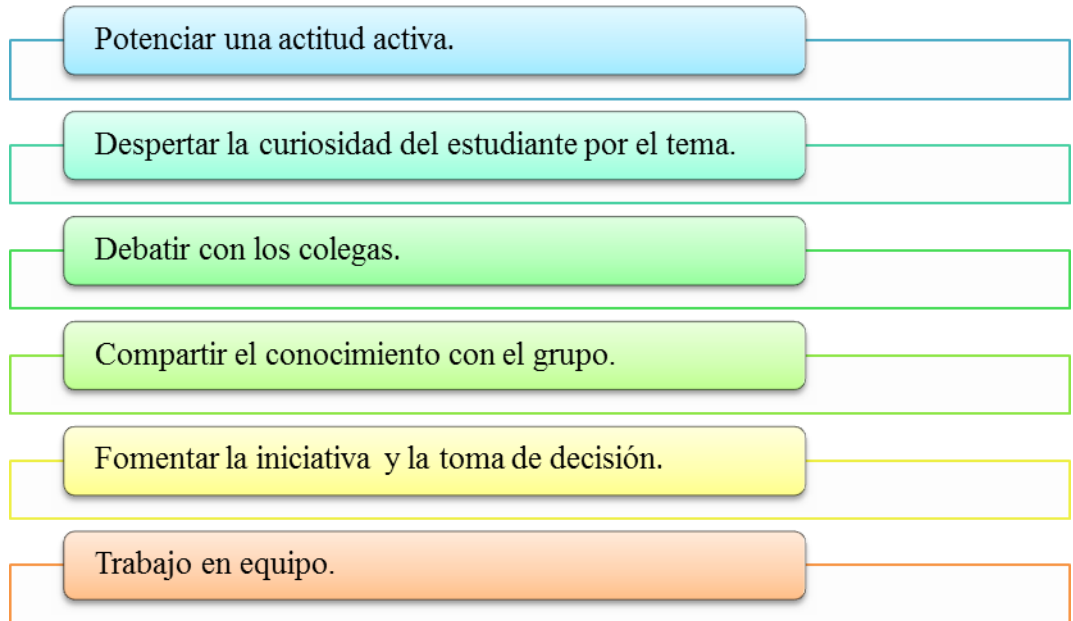 Potenciar una actitud activa.
Despertar la curiosidad del estudiante por el tema.
Debatir con los colegas.
Compartir el conocimiento con el grupo.
Fomentar la iniciativa y la toma de decisión.
Trabajo en equipo.